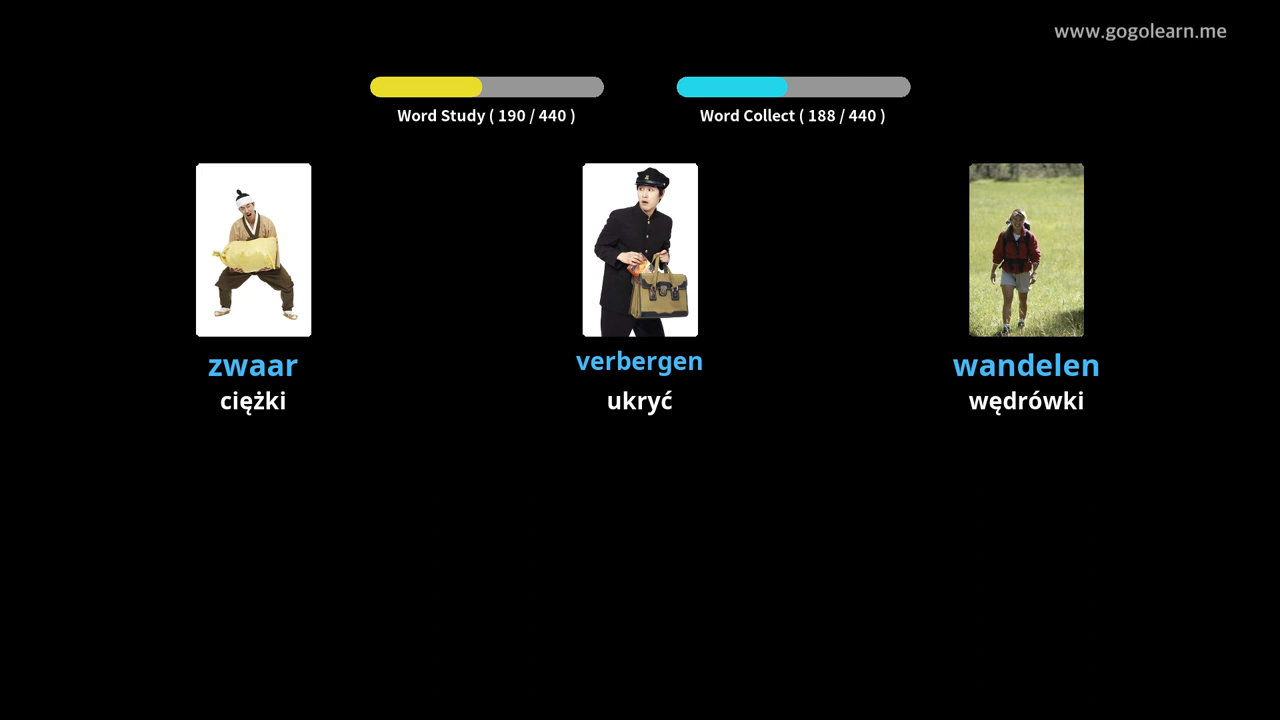 www.gogolearn.me
Word Study ( 190 / 440 )
Word Collect ( 188 / 440 )
zwaar
verbergen
wandelen
ciężki
ukryć
wędrówki